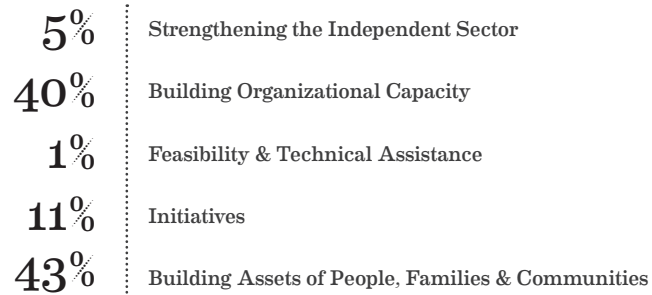 5% Strengthening the Independent Sector
40% Building Organizational Capacity
1% Feasibility & Technical Assistance
11% Initiatives
43% Building Assets of People, Families & Communities